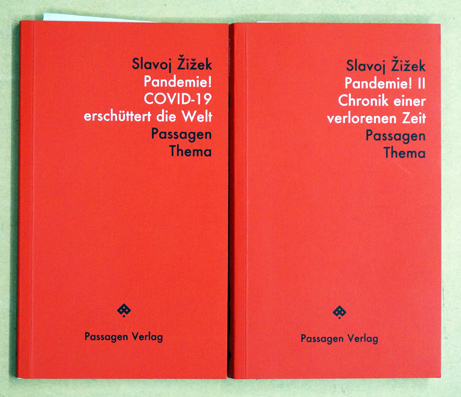 Slavoj Žižek
Pandemie!
COVID-19
erschüttert die Welt
Passagen
Thema
Passagen Verlag
Slavoj Žižek
Pandemie! II
Chronik einer
verlorenen Zeit
Passagen
Thema
Passagen Verlag